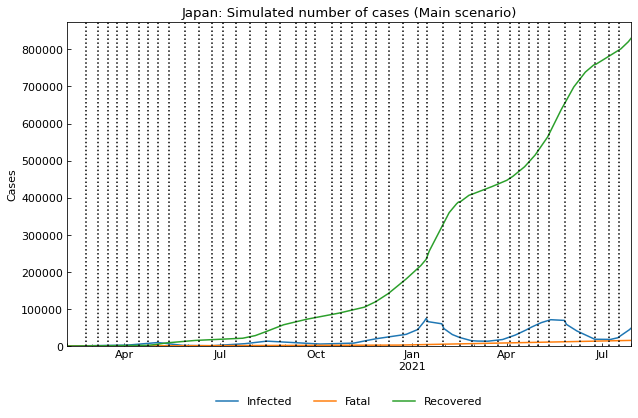 Japan: Simulated number of cases (Main scenario)
800000
700000
600000
500000
400000
300000
200000
100000
0
Cases
Apr Jul Oct Jan Apr Jul
2021
Infected Fatal Recovered